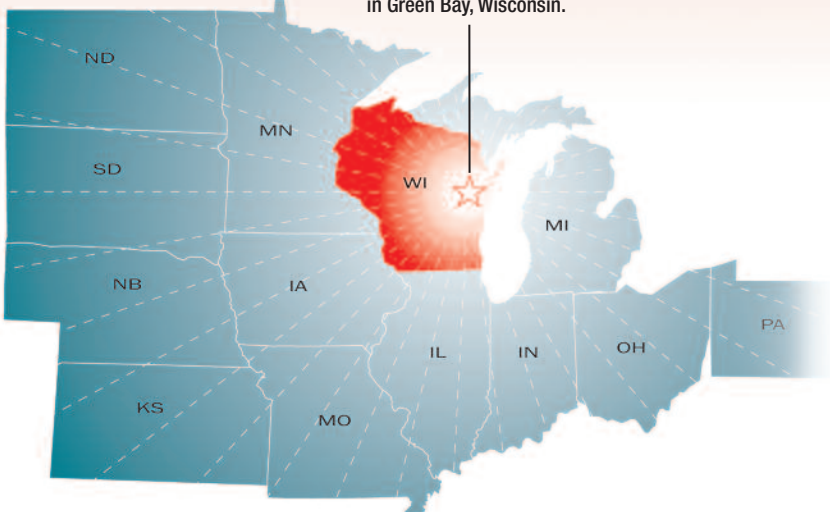 in Green Bay, Wisconsin.
ND
MN
SD
WI
MI
NB
IA
PA
OH
IL
IN
KS
MO